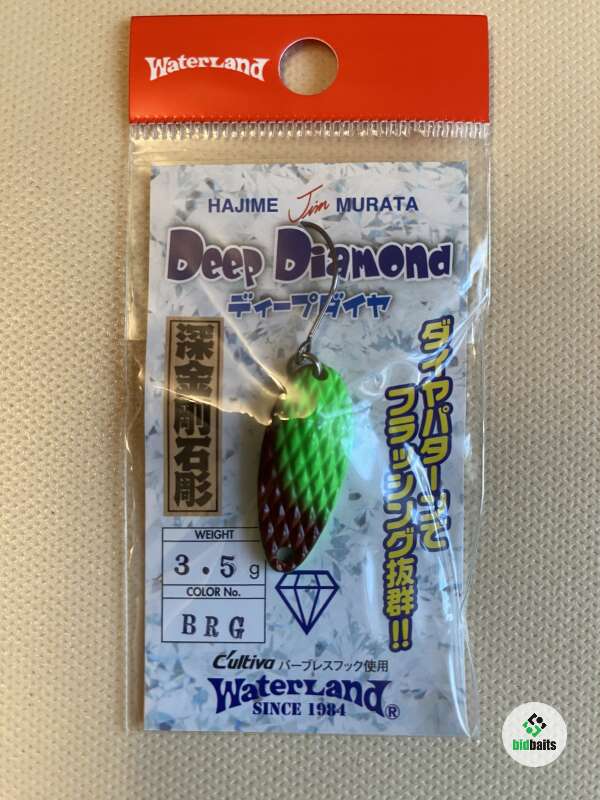 WaterLand
HAJIME Jim MURATA
Deep Diamond
ディープダイヤ
深金剛石彫
ダイヤパターンで
フラッシング抜群!!
WEIGHT
3.5g
COLOR No.
BRG
C'ultiva バーブレスフック使用
WaterLand®
SINCE 1984
bidbaits